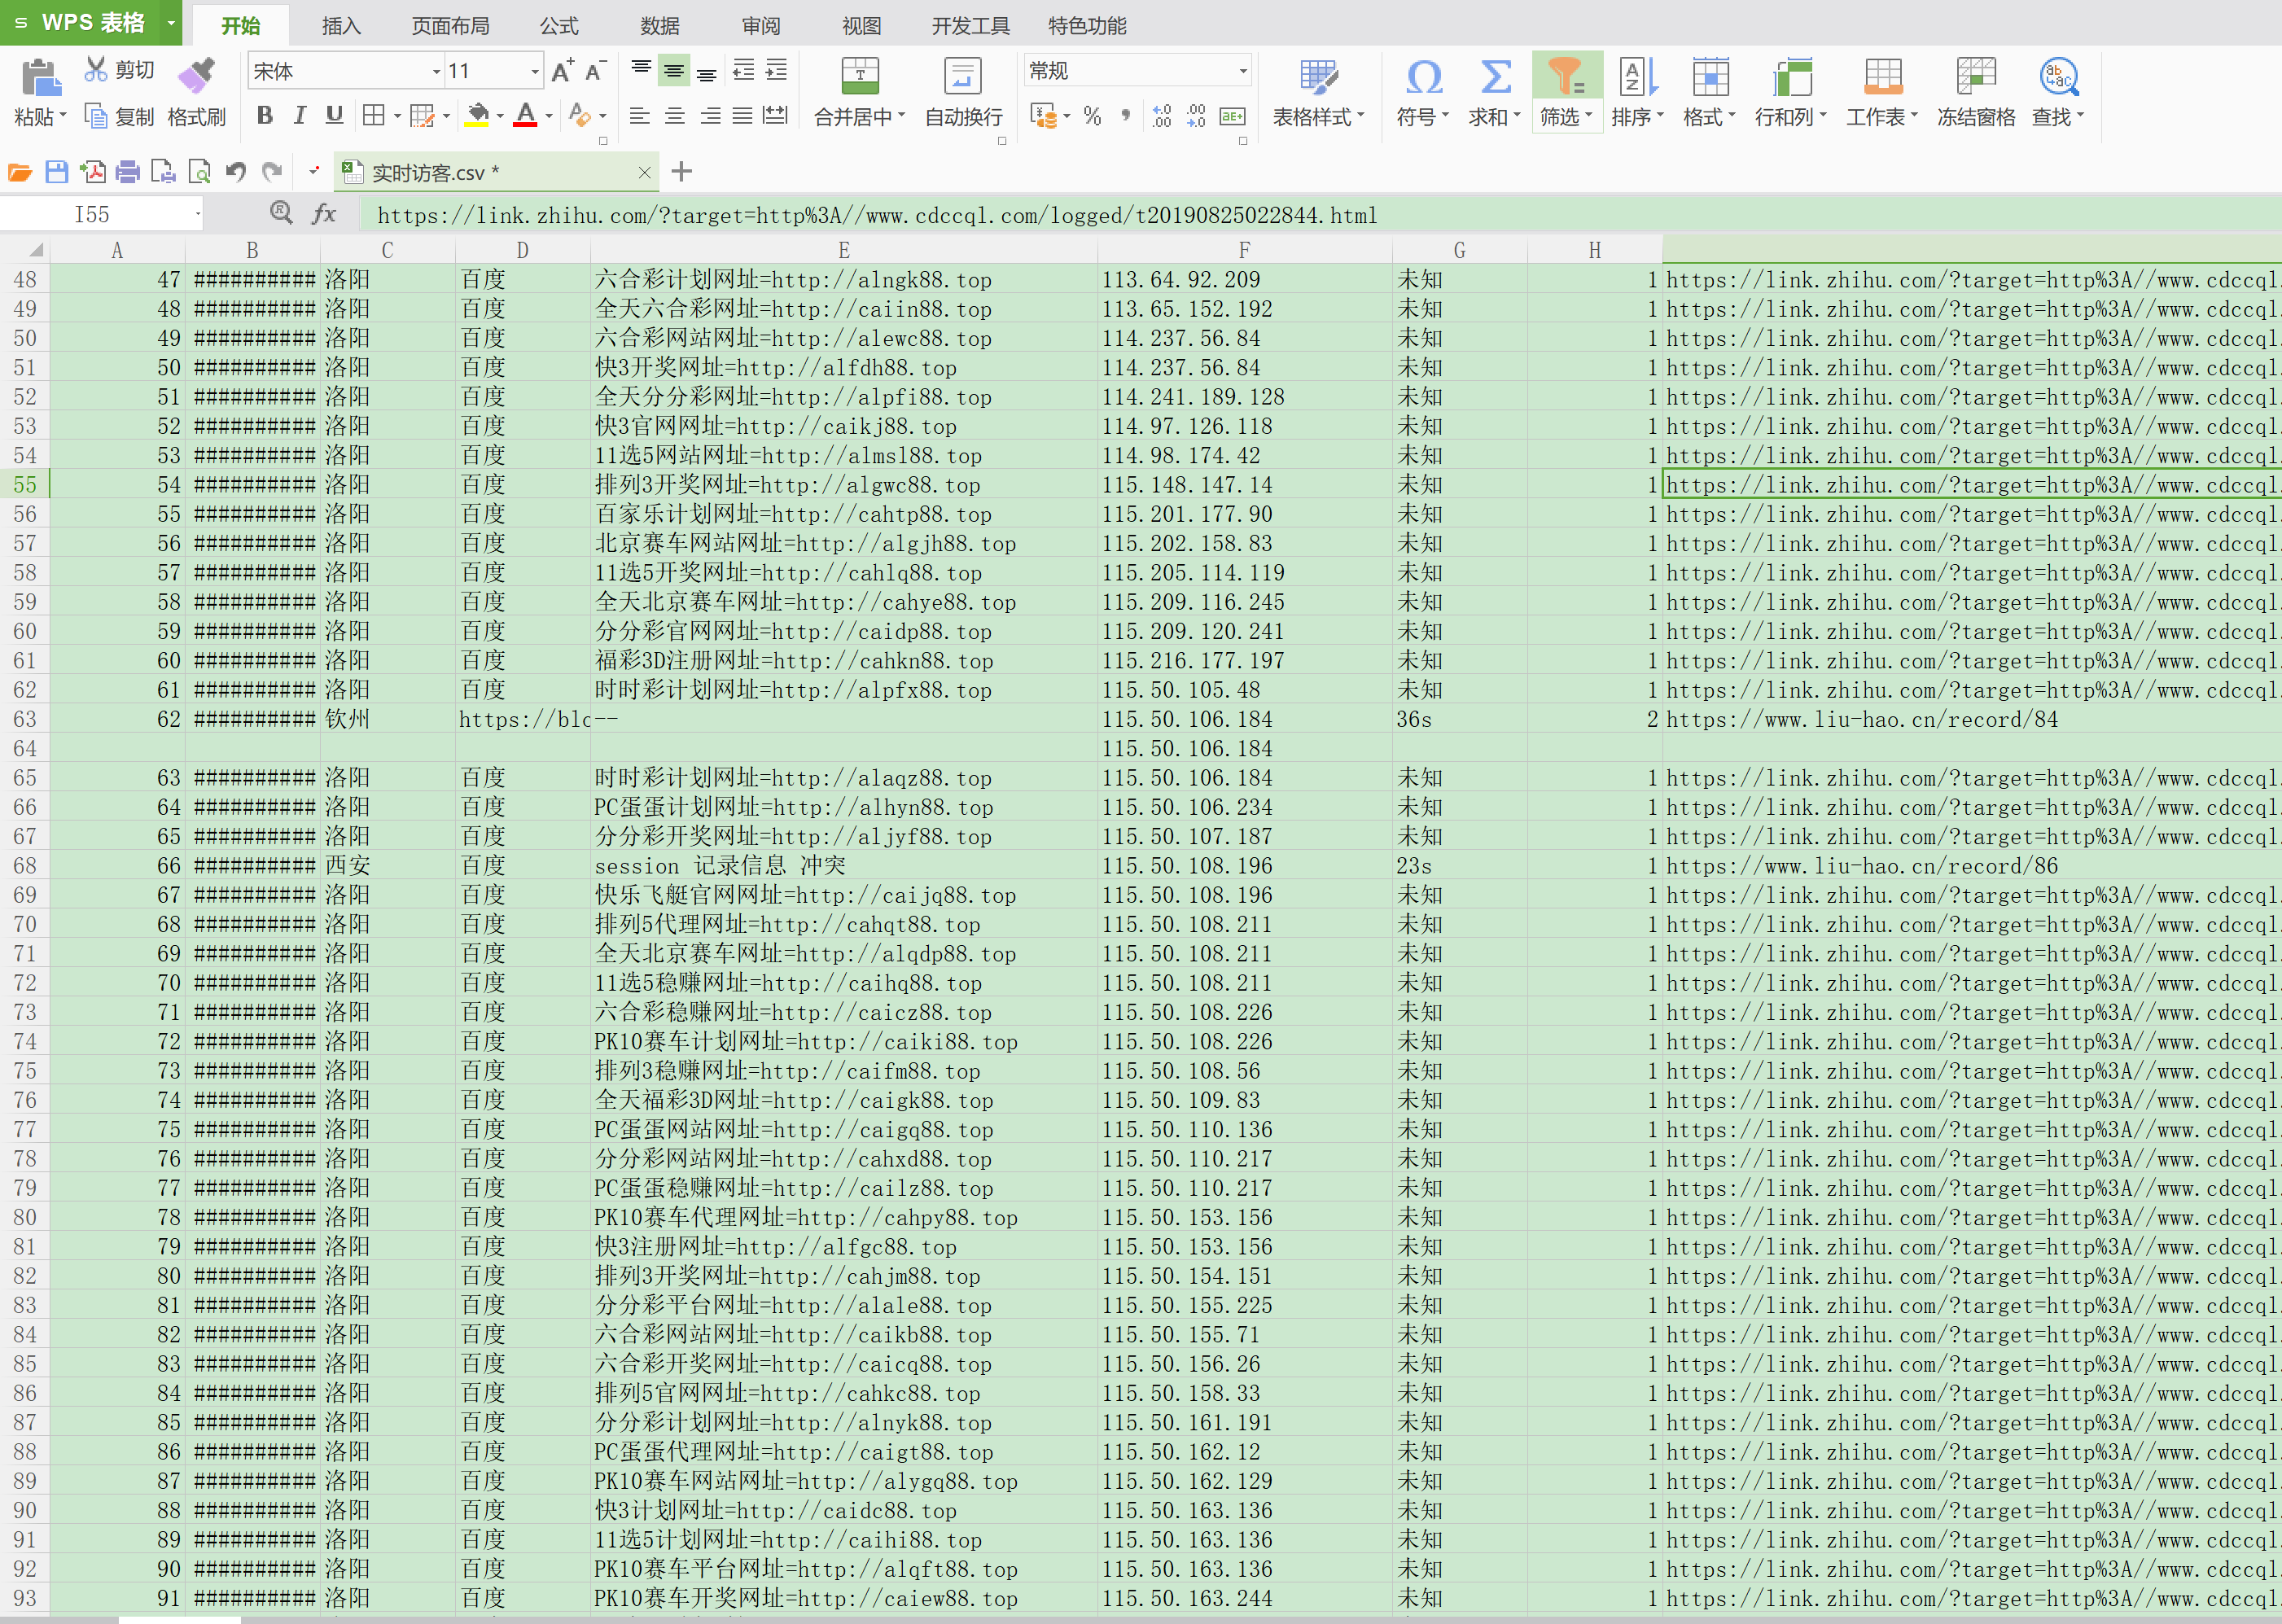 S WPS 表格
开始 插入 页面布局 公式 数据 审阅 视图 开发工具 特色功能
粘贴 剪切 复制 格式刷 宋体 11 合并居中 自动换行 常规 表格样式 符号 求和 筛选 排序 格式 行和列 工作表 冻结窗格 查找
实时访客.csv *
I55 fx https://link.zhihu.com/?target=http%3A//www.cdccql.com/logged/t20190825022844.html
A B C D E F G H
48 47 ########## 洛阳 百度 六合彩计划网址=http://alngk88.top 113.64.92.209 未知 1 https://link.zhihu.com/?target=http%3A//www.cdccql.
49 48 ########## 洛阳 百度 全天六合彩网址=http://caiin88.top 113.65.152.192 未知 1 https://link.zhihu.com/?target=http%3A//www.cdccql.
50 49 ########## 洛阳 百度 六合彩网站网址=http://alewc88.top 114.237.56.84 未知 1 https://link.zhihu.com/?target=http%3A//www.cdccql.
51 50 ########## 洛阳 百度 快3开奖网址=http://alfdh88.top 114.237.56.84 未知 1 https://link.zhihu.com/?target=http%3A//www.cdccql.
52 51 ########## 洛阳 百度 全天分分彩网址=http://alpfi88.top 114.241.189.128 未知 1 https://link.zhihu.com/?target=http%3A//www.cdccql.
53 52 ########## 洛阳 百度 快3官网网址=http://caikj88.top 114.97.126.118 未知 1 https://link.zhihu.com/?target=http%3A//www.cdccql.
54 53 ########## 洛阳 百度 11选5网站网址=http://almsl88.top 114.98.174.42 未知 1 https://link.zhihu.com/?target=http%3A//www.cdccql.
55 54 ########## 洛阳 百度 排列3开奖网址=http://algwc88.top 115.148.147.14 未知 1 https://link.zhihu.com/?target=http%3A//www.cdccql.
56 55 ########## 洛阳 百度 百家乐计划网址=http://cahtp88.top 115.201.177.90 未知 1 https://link.zhihu.com/?target=http%3A//www.cdccql.
57 56 ########## 洛阳 百度 北京赛车网站网址=http://algjh88.top 115.202.158.83 未知 1 https://link.zhihu.com/?target=http%3A//www.cdccql.
58 57 ########## 洛阳 百度 11选5开奖网址=http://cahlq88.top 115.205.114.119 未知 1 https://link.zhihu.com/?target=http%3A//www.cdccql.
59 58 ########## 洛阳 百度 全天北京赛车网址=http://cahye88.top 115.209.116.245 未知 1 https://link.zhihu.com/?target=http%3A//www.cdccql.
60 59 ########## 洛阳 百度 分分彩官网网址=http://caidp88.top 115.209.120.241 未知 1 https://link.zhihu.com/?target=http%3A//www.cdccql.
61 60 ########## 洛阳 百度 福彩3D注册网址=http://cahkn88.top 115.216.177.197 未知 1 https://link.zhihu.com/?target=http%3A//www.cdccql.
62 61 ########## 洛阳 百度 时时彩计划网址=http://alpfx88.top 115.50.105.48 未知 1 https://link.zhihu.com/?target=http%3A//www.cdccql.
63 62 ########## 钦州 https://blo -- 115.50.106.184 36s 2 https://www.liu-hao.cn/record/84
64 115.50.106.184
65 63 ########## 洛阳 百度 时时彩计划网址=http://alaqz88.top 115.50.106.184 未知 1 https://link.zhihu.com/?target=http%3A//www.cdccql.
66 64 ########## 洛阳 百度 PC蛋蛋计划网址=http://alhyn88.top 115.50.106.234 未知 1 https://link.zhihu.com/?target=http%3A//www.cdccql.
67 65 ########## 洛阳 百度 分分彩开奖网址=http://aljyf88.top 115.50.107.187 未知 1 https://link.zhihu.com/?target=http%3A//www.cdccql.
68 66 ########## 西安 百度 session 记录信息 冲突 115.50.108.196 23s 1 https://www.liu-hao.cn/record/86
69 67 ########## 洛阳 百度 快乐飞艇官网网址=http://caijq88.top 115.50.108.196 未知 1 https://link.zhihu.com/?target=http%3A//www.cdccql.
70 68 ########## 洛阳 百度 排列5代理网址=http://cahqt88.top 115.50.108.211 未知 1 https://link.zhihu.com/?target=http%3A//www.cdccql.
71 69 ########## 洛阳 百度 全天北京赛车网址=http://alqdp88.top 115.50.108.211 未知 1 https://link.zhihu.com/?target=http%3A//www.cdccql.
72 70 ########## 洛阳 百度 11选5稳赚网址=http://caihq88.top 115.50.108.211 未知 1 https://link.zhihu.com/?target=http%3A//www.cdccql.
73 71 ########## 洛阳 百度 六合彩稳赚网址=http://caicz88.top 115.50.108.226 未知 1 https://link.zhihu.com/?target=http%3A//www.cdccql.
74 72 ########## 洛阳 百度 PK10赛车计划网址=http://caiki88.top 115.50.108.226 未知 1 https://link.zhihu.com/?target=http%3A//www.cdccql.
75 73 ########## 洛阳 百度 排列3稳赚网址=http://caifm88.top 115.50.108.56 未知 1 https://link.zhihu.com/?target=http%3A//www.cdccql.
76 74 ########## 洛阳 百度 全天福彩3D网址=http://caigk88.top 115.50.109.83 未知 1 https://link.zhihu.com/?target=http%3A//www.cdccql.
77 75 ########## 洛阳 百度 PC蛋蛋网站网址=http://caigq88.top 115.50.110.136 未知 1 https://link.zhihu.com/?target=http%3A//www.cdccql.
78 76 ########## 洛阳 百度 分分彩网站网址=http://cahxd88.top 115.50.110.217 未知 1 https://link.zhihu.com/?target=http%3A//www.cdccql.
79 77 ########## 洛阳 百度 PC蛋蛋稳赚网址=http://cailz88.top 115.50.110.217 未知 1 https://link.zhihu.com/?target=http%3A//www.cdccql.
80 78 ########## 洛阳 百度 PK10赛车代理网址=http://cahpy88.top 115.50.153.156 未知 1 https://link.zhihu.com/?target=http%3A//www.cdccql.
81 79 ########## 洛阳 百度 快3注册网址=http://alfgc88.top 115.50.153.156 未知 1 https://link.zhihu.com/?target=http%3A//www.cdccql.
82 80 ########## 洛阳 百度 排列3开奖网址=http://cahjm88.top 115.50.154.151 未知 1 https://link.zhihu.com/?target=http%3A//www.cdccql.
83 81 ########## 洛阳 百度 分分彩平台网址=http://alale88.top 115.50.155.225 未知 1 https://link.zhihu.com/?target=http%3A//www.cdccql.
84 82 ########## 洛阳 百度 六合彩网站网址=http://caikb88.top 115.50.155.71 未知 1 https://link.zhihu.com/?target=http%3A//www.cdccql.
85 83 ########## 洛阳 百度 六合彩开奖网址=http://caicq88.top 115.50.156.26 未知 1 https://link.zhihu.com/?target=http%3A//www.cdccql.
86 84 ########## 洛阳 百度 排列5官网网址=http://cahkc88.top 115.50.158.33 未知 1 https://link.zhihu.com/?target=http%3A//www.cdccql.
87 85 ########## 洛阳 百度 分分彩计划网址=http://alnyk88.top 115.50.161.191 未知 1 https://link.zhihu.com/?target=http%3A//www.cdccql.
88 86 ########## 洛阳 百度 PC蛋蛋代理网址=http://caigt88.top 115.50.162.12 未知 1 https://link.zhihu.com/?target=http%3A//www.cdccql.
89 87 ########## 洛阳 百度 PK10赛车网站网址=http://alygq88.top 115.50.162.129 未知 1 https://link.zhihu.com/?target=http%3A//www.cdccql.
90 88 ########## 洛阳 百度 快3计划网址=http://caidc88.top 115.50.163.136 未知 1 https://link.zhihu.com/?target=http%3A//www.cdccql.
91 89 ########## 洛阳 百度 11选5计划网址=http://caihi88.top 115.50.163.136 未知 1 https://link.zhihu.com/?target=http%3A//www.cdccql.
92 90 ########## 洛阳 百度 PK10赛车平台网址=http://alqft88.top 115.50.163.136 未知 1 https://link.zhihu.com/?target=http%3A//www.cdccql.
93 91 ########## 洛阳 百度 PK10赛车开奖网址=http://caiew88.top 115.50.163.244 未知 1 https://link.zhihu.com/?target=http%3A//www.cdccql.